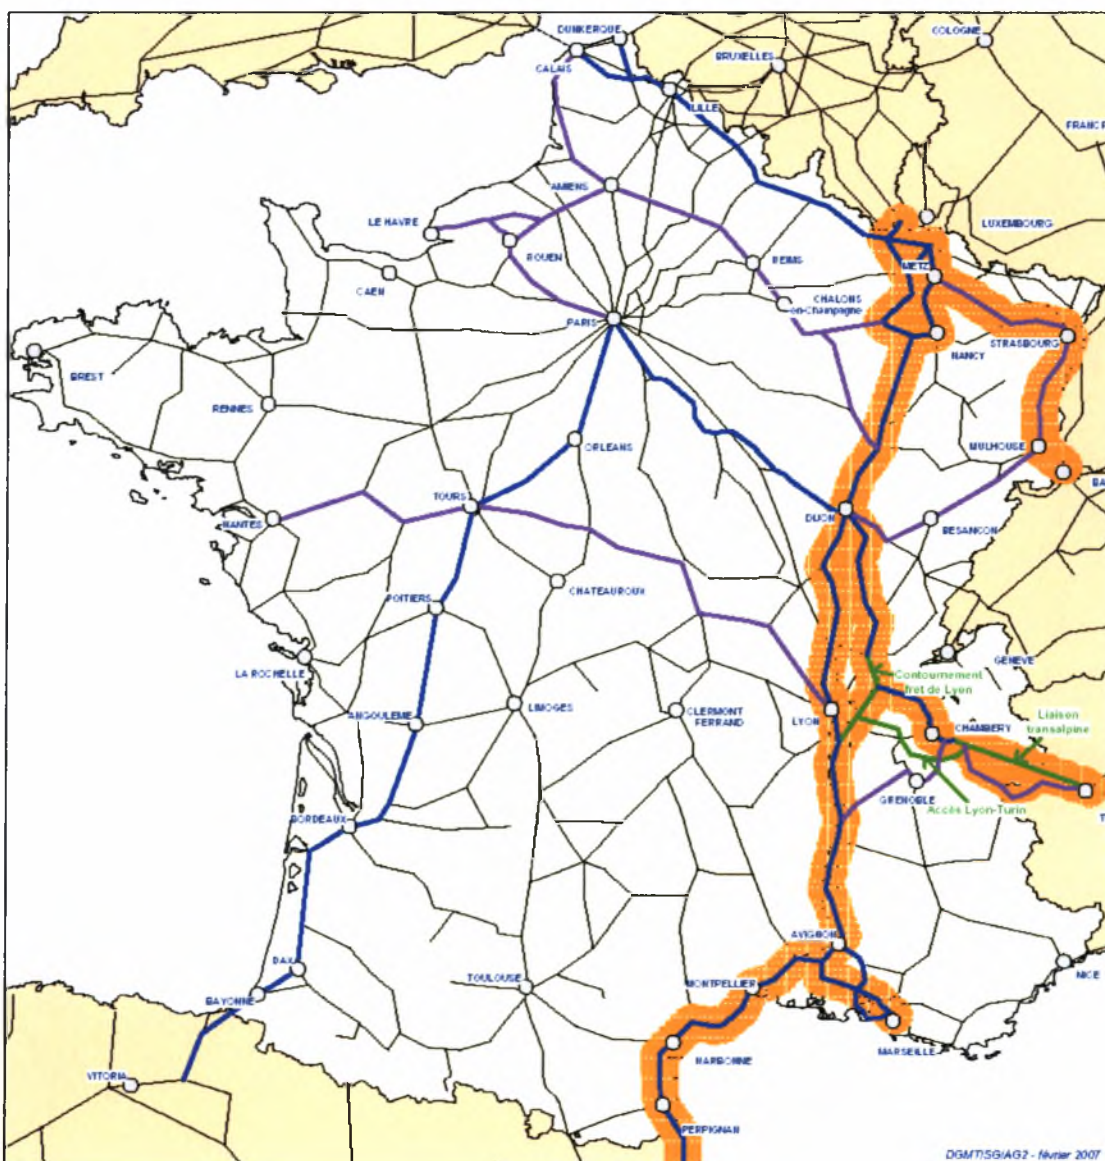 DUNKERQUE
COLOGNE
BRUXELLES
CALAIS
LILLE
FRANCF
AMIENS
LE HAVRE
LUXEMBOURG
ROUEN
REIMS
METZ
CAEN
CHALONS
en-Champagne
PARIS
STRASBOURG
NANCY
BREST
RENNES
ORLEANS
MULHOUSE
BA
TOURS
NANTES
DIJON
BESANCON
CHATEAUROUX
POITIERS
GENEVE
LA ROCHELLE
Contournement
fret de Lyon
LIMOGES
CLERMONT
FERRAND
LYON
ANGOULEME
CHAMBERY
Liaison
transalpine
GRENOBLE
Accès Lyon-Turin
T
BORDEAUX
AVIGNON
DAX
TOULOUSE
MONTPELLIER
NICE
BAYONNE
MARSEILLE
NARBONNE
VITORIA
PERPIGNAN
DGMT/SG/AG2 - février 2007